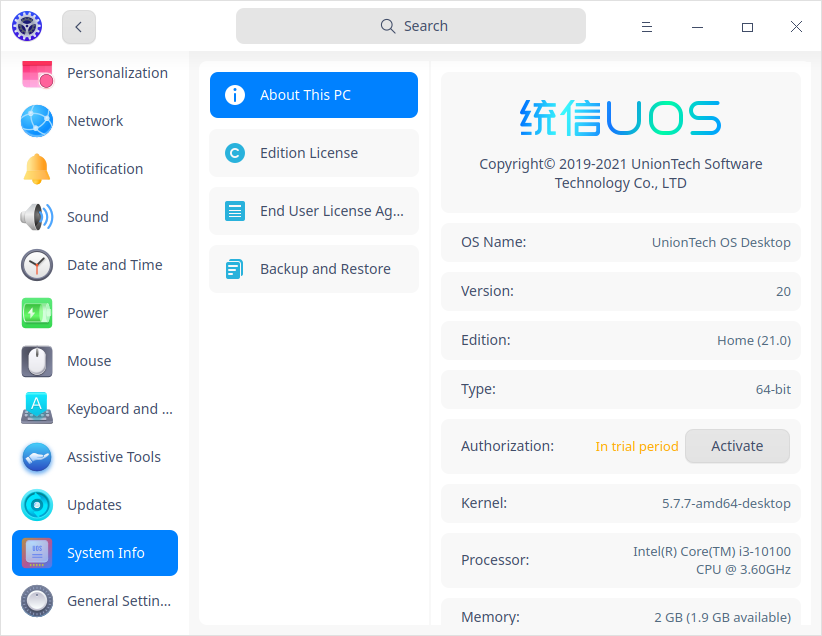 Search
Personalization
Network
Notification
Sound
Date and Time
Power
Mouse
Keyboard and ...
Assistive Tools
Updates
System Info
General Settin...
About This PC
Edition License
End User License Ag...
Backup and Restore
统信UOS
Copyright© 2019-2021 UnionTech Software
Technology Co., LTD
OS Name: UnionTech OS Desktop
Version: 20
Edition: Home (21.0)
Type: 64-bit
Authorization: In trial period Activate
Kernel: 5.7.7-amd64-desktop
Processor: Intel(R) Core(TM) i3-10100
CPU @ 3.60GHz
Memory: 2 GB (1.9 GB available)